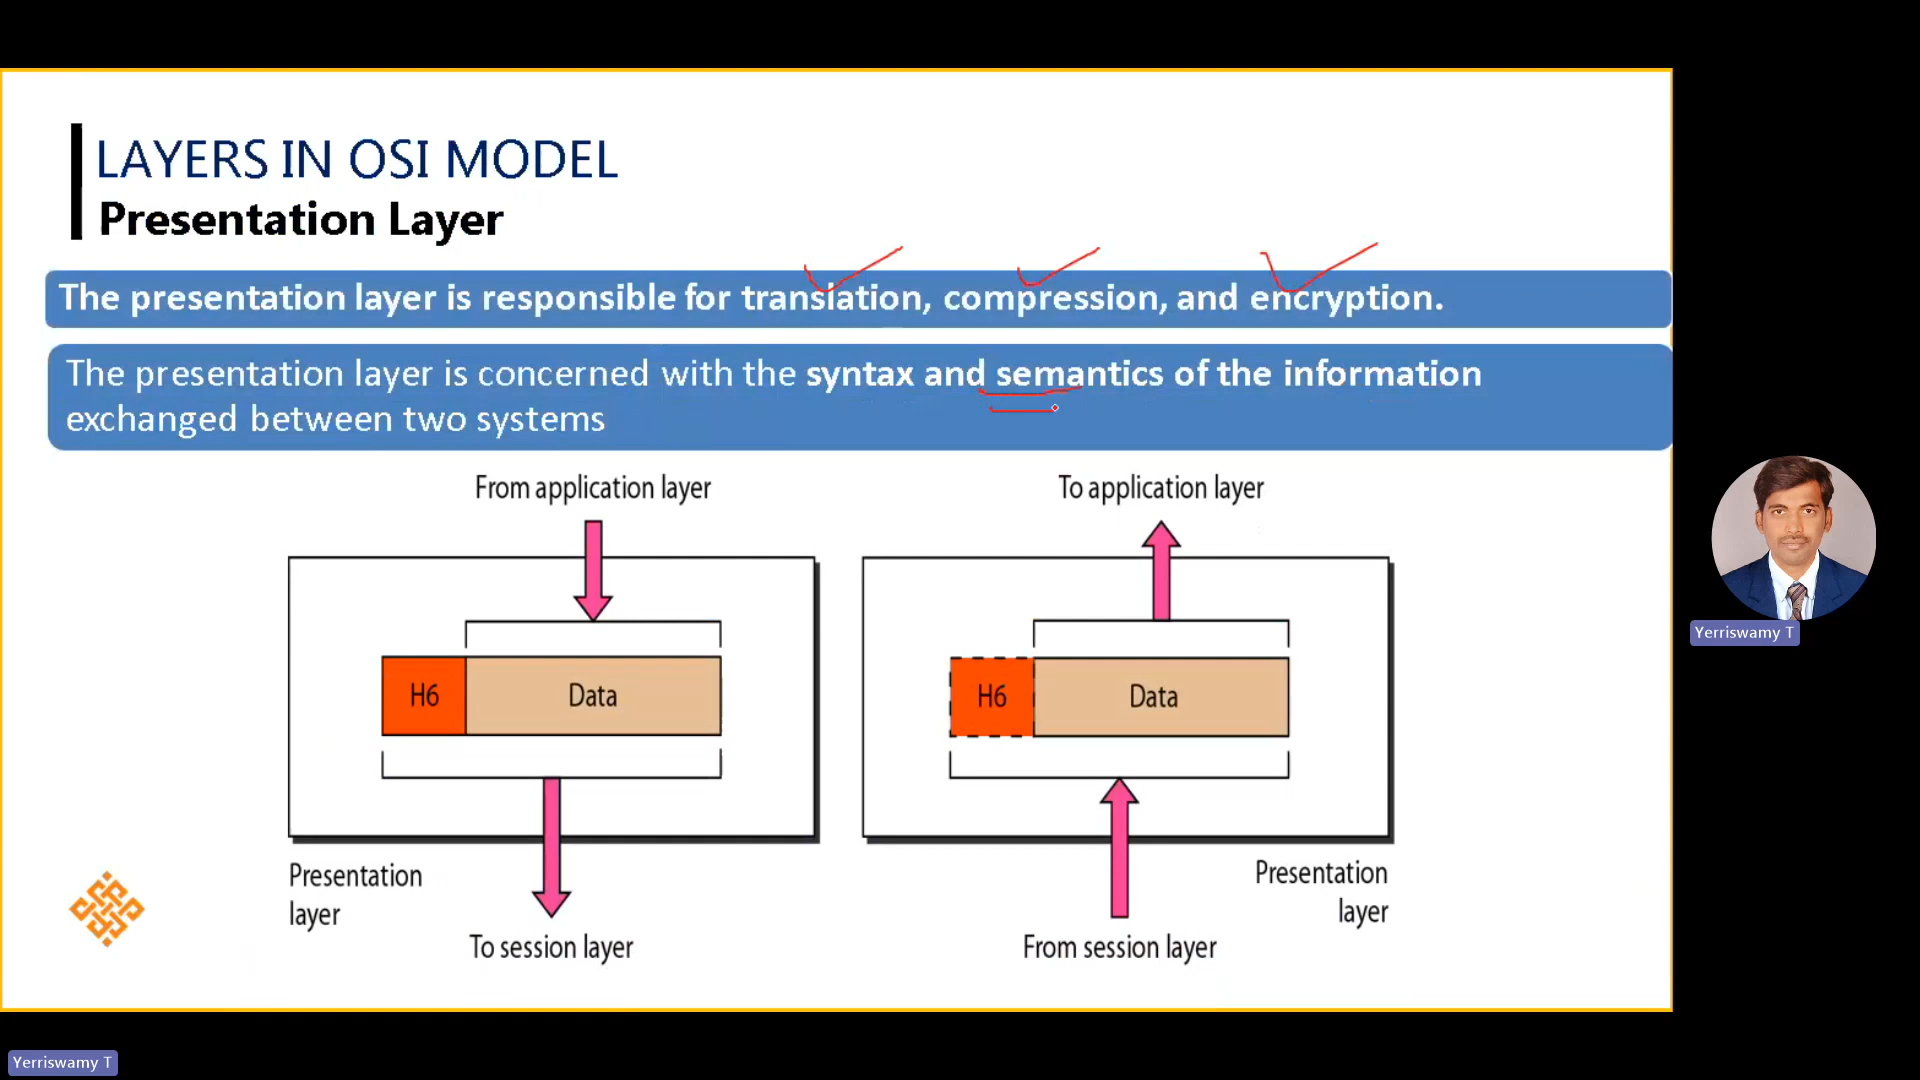 LAYERS IN OSI MODEL
Presentation Layer
The presentation layer is responsible for translation, compression, and encryption.
The presentation layer is concerned with the syntax and semantics of the information
exchanged between two systems
From application layer
H6
Data
Presentation
layer
To session layer
To application layer
H6
Data
Presentation
layer
From session layer
Yerriswamy T
Yerriswamy T